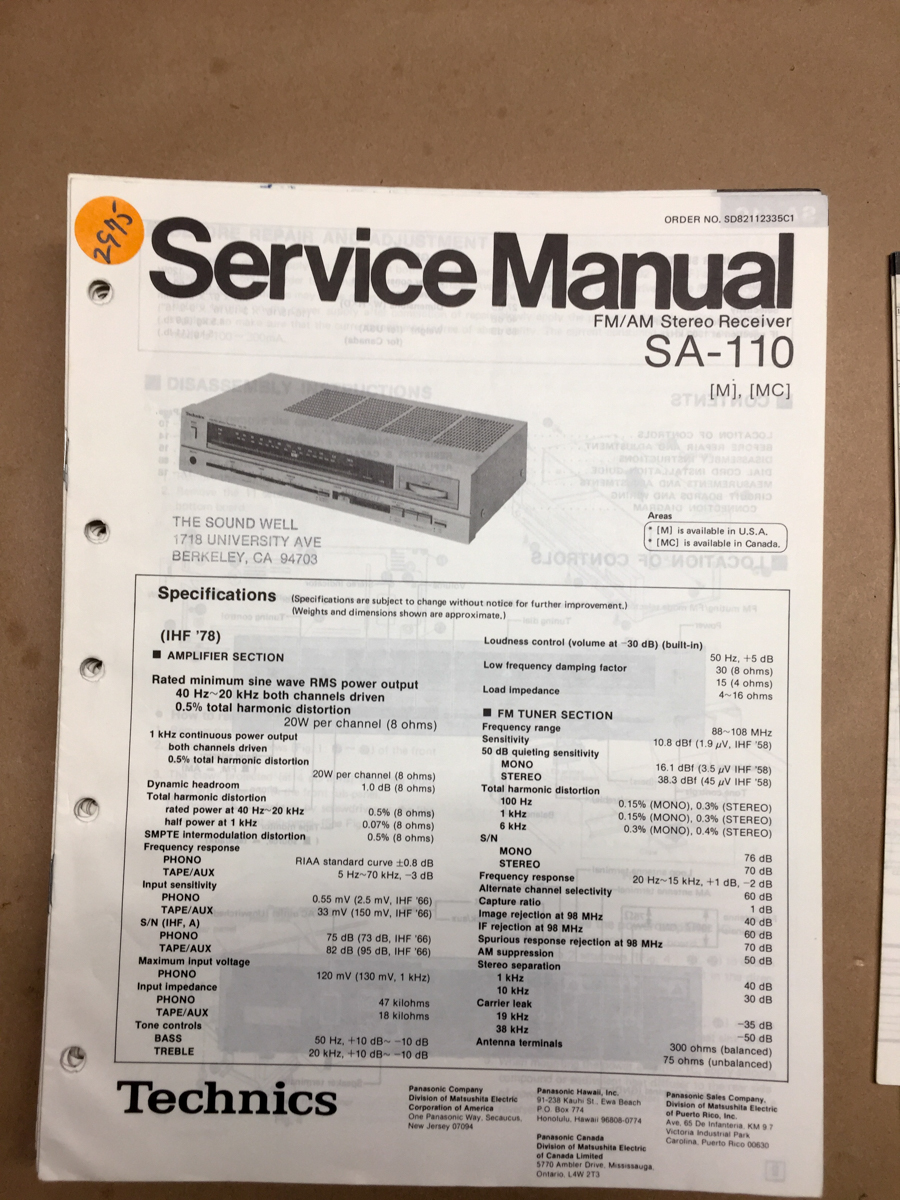 2975
ORDER NO. SD82112335C1
Service Manual
FM/AM Stereo Receiver
SA-110
[M], [MC]
Technics
THE SOUND WELL
1718 UNIVERSITY AVE
BERKELEY, CA 94703
Areas
* [M] is available in U.S.A.
* [MC] is available in Canada.
Specifications (Specifications are subject to change without notice for further improvement.)
(Weights and dimensions shown are approximate.)
(IHF '78)
■ AMPLIFIER SECTION
Rated minimum sine wave RMS power output
40 Hz~20 kHz both channels driven
0.5% total harmonic distortion
20W per channel (8 ohms)
1 kHz continuous power output
both channels driven
0.5% total harmonic distortion
20W per channel (8 ohms)
Dynamic headroom 1.0 dB (8 ohms)
Total harmonic distortion
rated power at 40 Hz~20 kHz 0.5% (8 ohms)
half power at 1 kHz 0.07% (8 ohms)
SMPTE intermodulation distortion 0.5% (8 ohms)
Frequency response
PHONO RIAA standard curve ±0.8 dB
TAPE/AUX 5 Hz~70 kHz, −3 dB
Input sensitivity
PHONO 0.55 mV (2.5 mV, IHF '66)
TAPE/AUX 33 mV (150 mV, IHF '66)
S/N (IHF, A)
PHONO 75 dB (73 dB, IHF '66)
TAPE/AUX 82 dB (95 dB, IHF '66)
Maximum input voltage
PHONO 120 mV (130 mV, 1 kHz)
Input impedance
PHONO 47 kilohms
TAPE/AUX 18 kilohms
Tone controls
BASS 50 Hz, +10 dB~ −10 dB
TREBLE 20 kHz, +10 dB~ −10 dB
Loudness control (volume at −30 dB) (built-in)
50 Hz, +5 dB
Low frequency damping factor 30 (8 ohms)
15 (4 ohms)
Load impedance 4~16 ohms
■ FM TUNER SECTION
Frequency range 88~108 MHz
Sensitivity 10.8 dBf (1.9 μV, IHF '58)
50 dB quieting sensitivity
MONO 16.1 dBf (3.5 μV IHF '58)
STEREO 38.3 dBf (45 μV IHF '58)
Total harmonic distortion
100 Hz 0.15% (MONO), 0.3% (STEREO)
1 kHz 0.15% (MONO), 0.3% (STEREO)
6 kHz 0.3% (MONO), 0.4% (STEREO)
S/N
MONO 76 dB
STEREO 70 dB
Frequency response 20 Hz~15 kHz, +1 dB, −2 dB
Alternate channel selectivity 60 dB
Capture ratio 1 dB
Image rejection at 98 MHz 40 dB
IF rejection at 98 MHz 60 dB
Spurious response rejection at 98 MHz 70 dB
AM suppression 50 dB
Stereo separation
1 kHz 40 dB
10 kHz 30 dB
Carrier leak
19 kHz −35 dB
38 kHz −50 dB
Antenna terminals 300 ohms (balanced)
75 ohms (unbalanced)
Technics
Panasonic Company
Division of Matsushita Electric
Corporation of America
One Panasonic Way, Secaucus,
New Jersey 07094
Panasonic Hawaii, Inc.
91-238 Kauhi St., Ewa Beach
P.O. Box 774
Honolulu, Hawaii 96808-0774
Panasonic Canada
Division of Matsushita Electric
of Canada Limited
5770 Ambler Drive, Mississauga,
Ontario, L4W 2T3
Panasonic Sales Company,
Division of Matsushita Electric
of Puerto Rico, Inc.
Ave. 65 De Infanteria, KM 9.7
Victoria Industrial Park
Carolina, Puerto Rico 00630